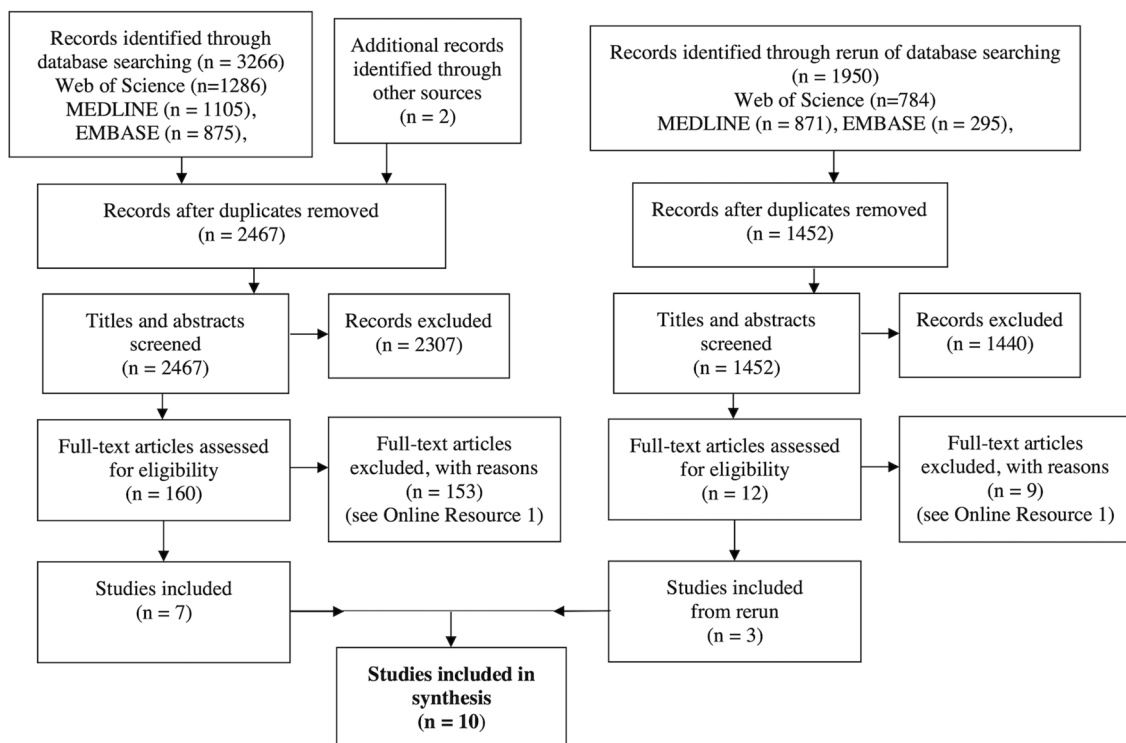 Records identified through
database searching (n = 3266)
Web of Science (n=1286)
MEDLINE (n = 1105),
EMBASE (n = 875),
Additional records
identified through
other sources
(n = 2)
Records identified through rerun of database searching
(n = 1950)
Web of Science (n=784)
MEDLINE (n = 871), EMBASE (n = 295),
Records after duplicates removed
(n = 2467)
Records after duplicates removed
(n = 1452)
Titles and abstracts
screened
(n = 2467)
Records excluded
(n = 2307)
Titles and abstracts
screened
(n = 1452)
Records excluded
(n = 1440)
Full-text articles assessed
for eligibility
(n = 160)
Full-text articles
excluded, with reasons
(n = 153)
(see Online Resource 1)
Full-text articles assessed
for eligibility
(n = 12)
Full-text articles
excluded, with reasons
(n = 9)
(see Online Resource 1)
Studies included
(n = 7)
Studies included
from rerun
(n = 3)
Studies included in
synthesis
(n = 10)